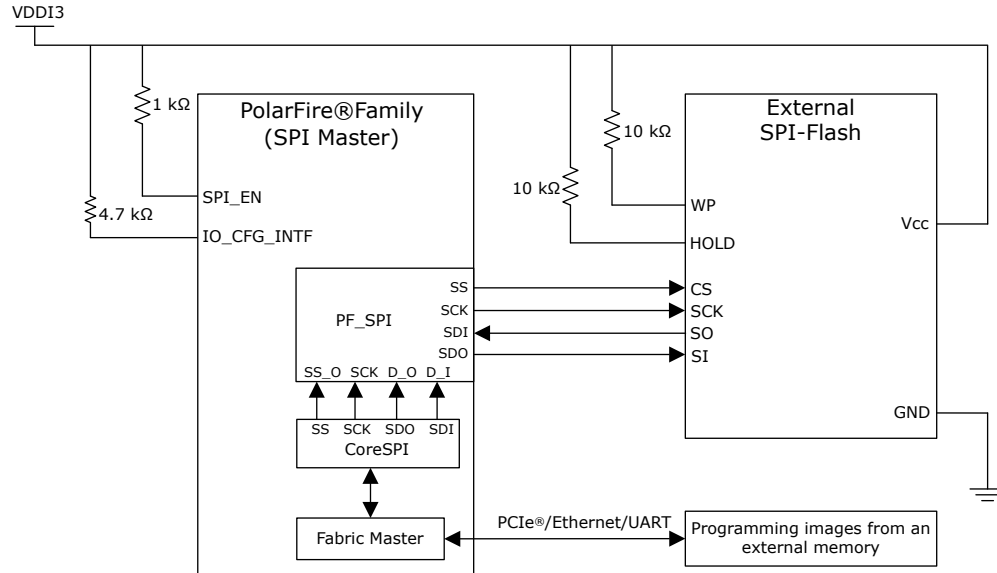 VDDI3
1 kΩ
4.7 kΩ
PolarFire®Family
(SPI Master)
SPI_EN
IO_CFG_INTF
10 kΩ
10 kΩ
External
SPI-Flash
WP
HOLD
Vcc
CS
SCK
SO
SI
GND
PF_SPI
SS
SCK
SDI
SDO
SS_O SCK D_O D_I
SS SCK SDO SDI
CoreSPI
Fabric Master
PCIe®/Ethernet/UART
Programming images from an
external memory